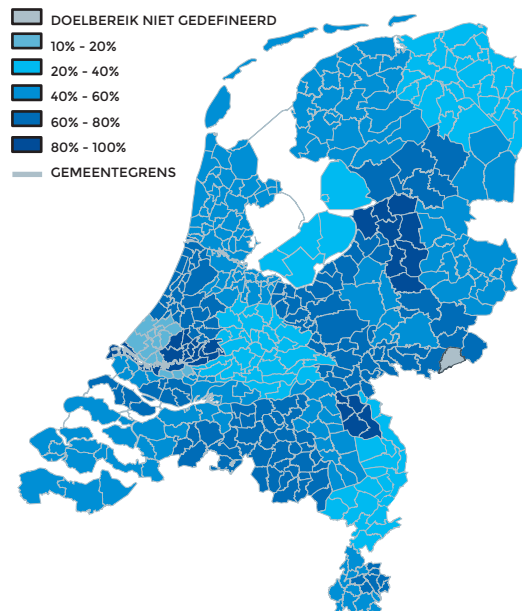 DOELBEREIK NIET GEDEFINEERD
10% - 20%
20% - 40%
40% - 60%
60% - 80%
80% - 100%
GEMEENTEGRENS